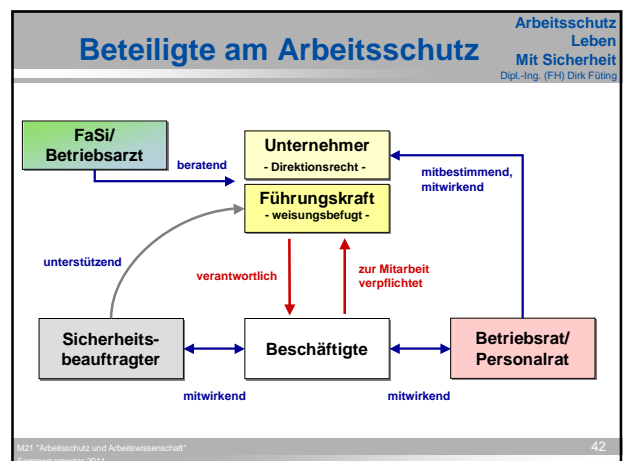 Beteiligte am Arbeitsschutz
Arbeitsschutz
Leben
Mit Sicherheit
Dipl.-Ing. (FH) Dirk Füting
FaSi/
Betriebsarzt
beratend
Unternehmer
- Direktionsrecht -
mitbestimmend,
mitwirkend
Führungskraft
- weisungsbefugt -
unterstützend
verantwortlich
zur Mitarbeit
verpflichtet
Sicherheits-
beauftragter
Beschäftigte
Betriebsrat/
Personalrat
mitwirkend
mitwirkend
M21 "Arbeitsschutz und Arbeitswissenschaft"
42
Sommersemester 2011